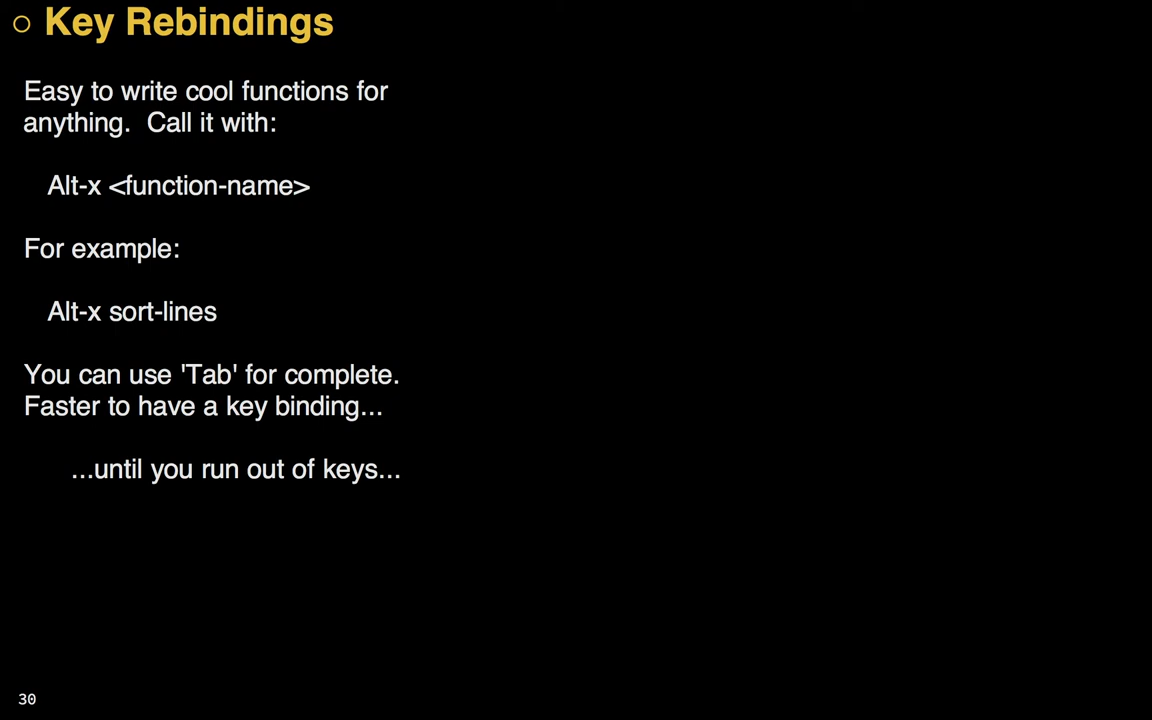 ○ Key Rebindings
Easy to write cool functions for
anything.  Call it with:
Alt-x <function-name>
For example:
Alt-x sort-lines
You can use 'Tab' for complete.
Faster to have a key binding...
...until you run out of keys...
30